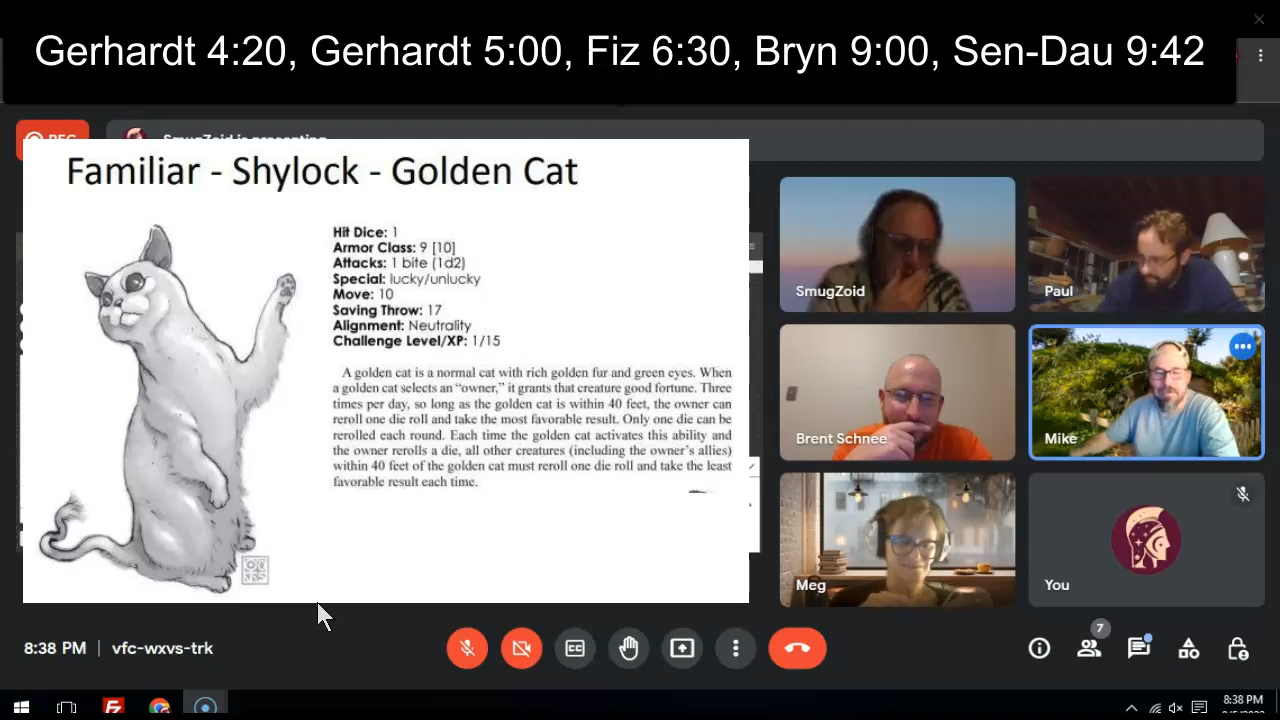 Gerhardt 4:20, Gerhardt 5:00, Fiz 6:30, Bryn 9:00, Sen-Dau 9:42
REC
SmugZoid is presenting
Familiar - Shylock - Golden Cat
Hit Dice: 1
Armor Class: 9 [10]
Attacks: 1 bite (1d2)
Special: lucky/unlucky
Move: 10
Saving Throw: 17
Alignment: Neutrality
Challenge Level/XP: 1/15
A golden cat is a normal cat with rich golden fur and green eyes. When
a golden cat selects an “owner,” it grants that creature good fortune. Three
times per day, so long as the golden cat is within 40 feet, the owner can
reroll one die roll and take the most favorable result. Only one die can be
rerolled each round. Each time the golden cat activates this ability and
the owner rerolls a die, all other creatures (including the owner’s allies)
within 40 feet of the golden cat must reroll one die roll and take the least
favorable result each time.
SmugZoid
Paul
Brent Schnee
Mike
Meg
You
8:38 PM | vfc-wxvs-trk
7
8:38 PM